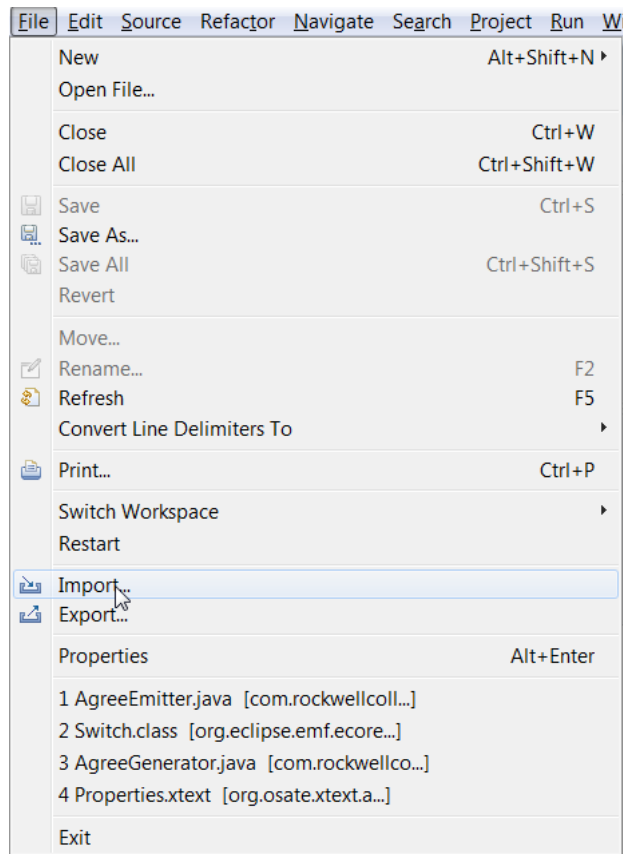 File Edit Source Refactor Navigate Search Project Run W
New Alt+Shift+N
Open File...
Close Ctrl+W
Close All Ctrl+Shift+W
Save Ctrl+S
Save As...
Save All Ctrl+Shift+S
Revert
Move...
Rename... F2
Refresh F5
Convert Line Delimiters To
Print... Ctrl+P
Switch Workspace
Restart
Import...
Export...
Properties Alt+Enter
1 AgreeEmitter.java [com.rockwellcoll...]
2 Switch.class [org.eclipse.emf.ecore...]
3 AgreeGenerator.java [com.rockwellco...]
4 Properties.xtext [org.osate.xtext.a...]
Exit